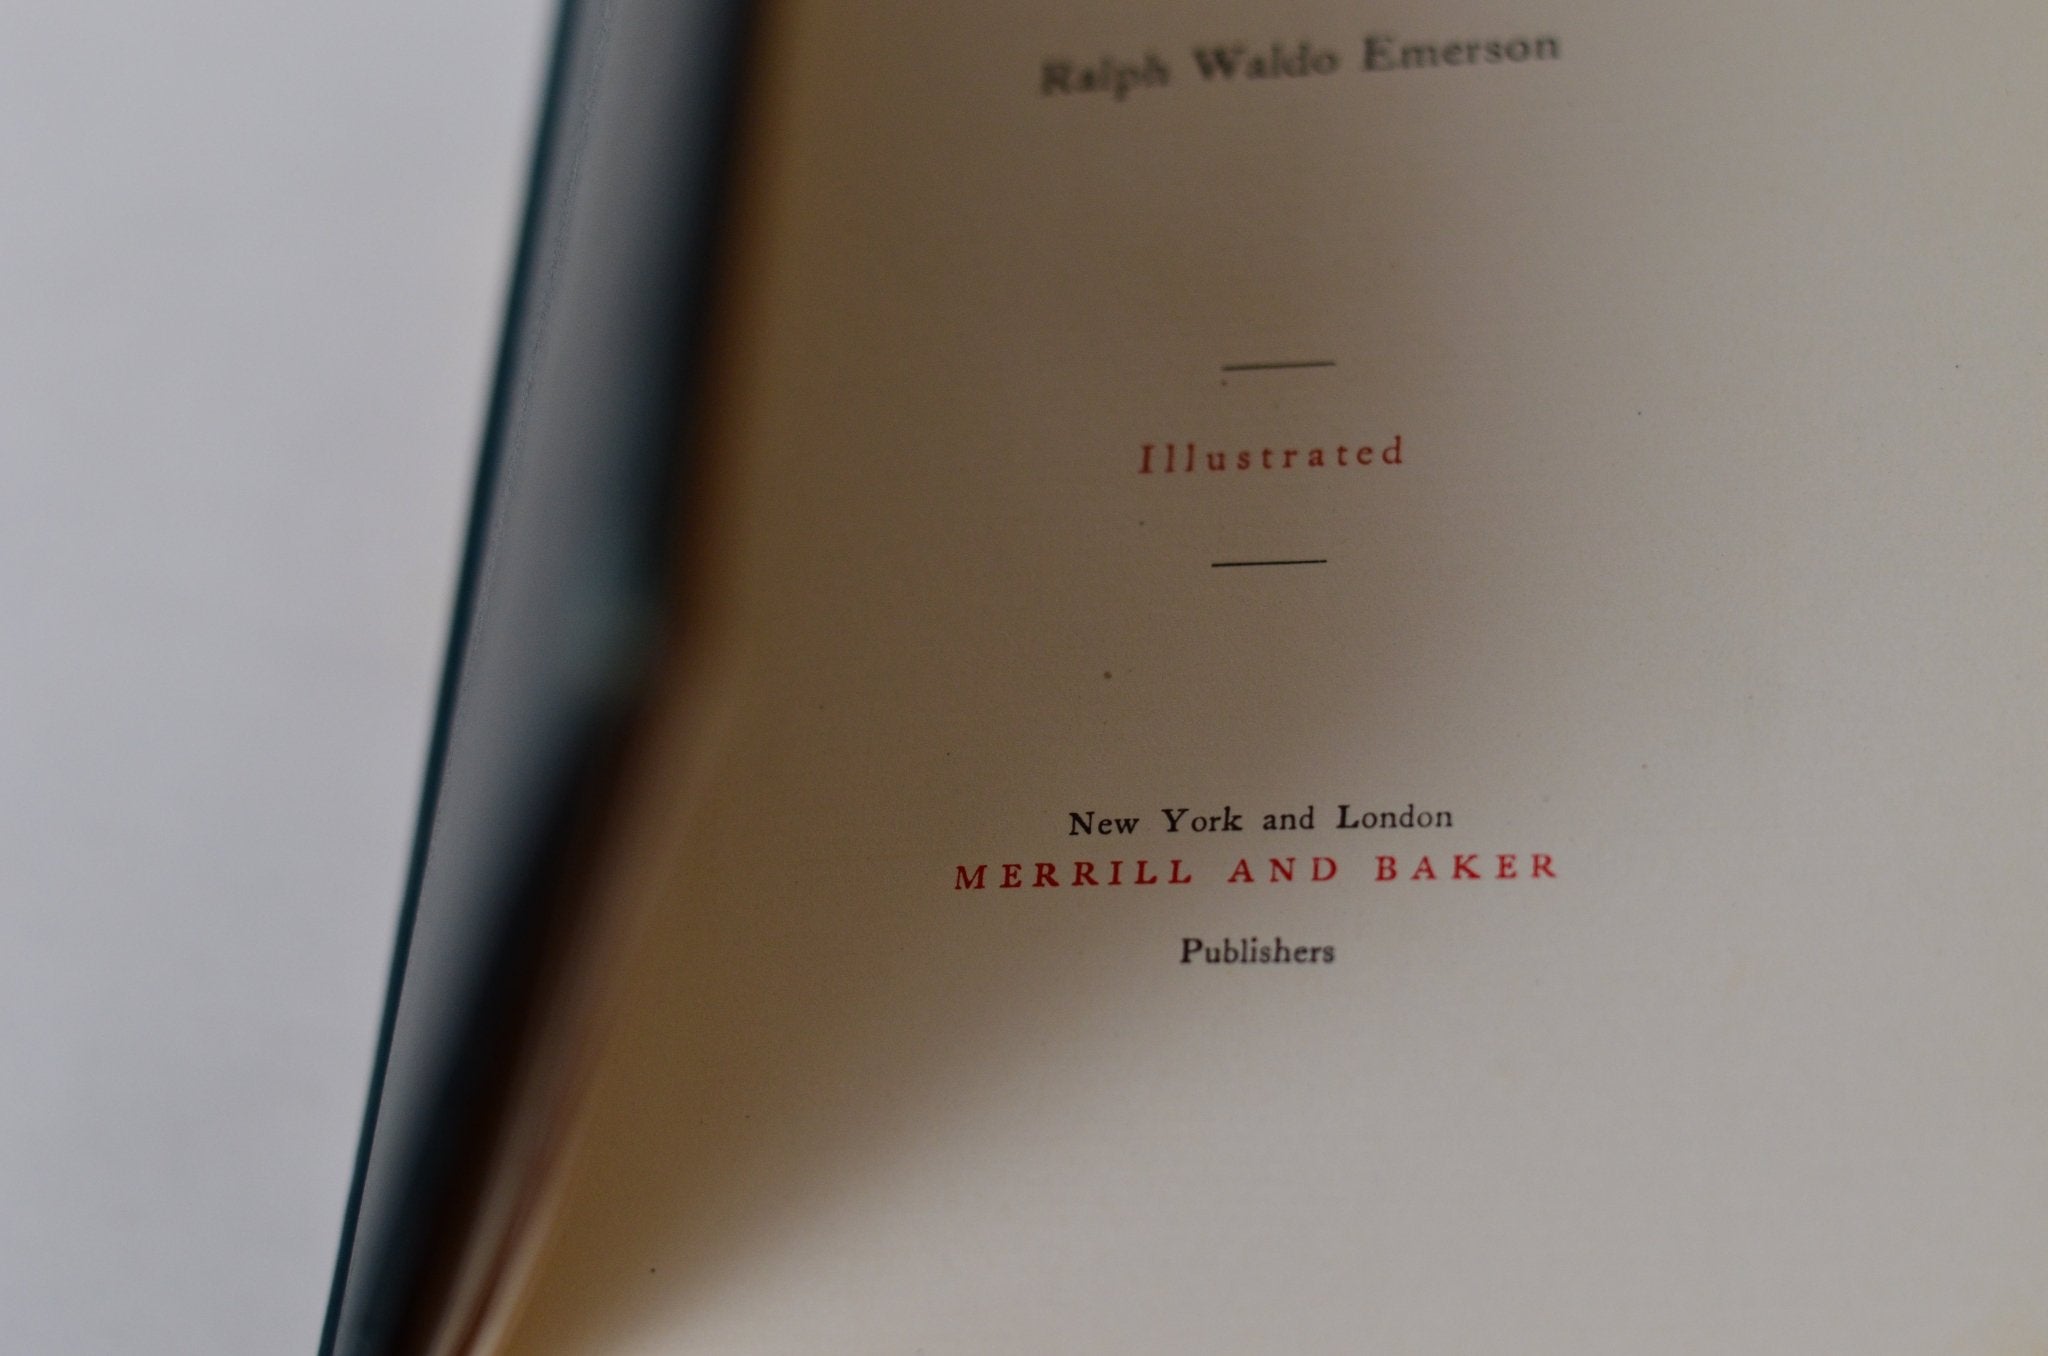 Ralph Waldo Emerson
Illustrated
New York and London
MERRILL AND BAKER
Publishers